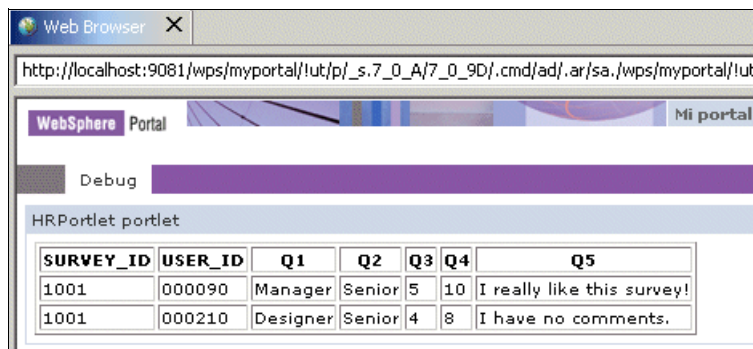 Web Browser X
http://localhost:9081/wps/myportal/!ut/p/_s.7_0_A/7_0_9D/.cmd/ad/.ar/sa./wps/myportal/!ut
WebSphere Portal Mi portal
Debug
HRPortlet portlet
SURVEY_ID USER_ID Q1 Q2 Q3 Q4 Q5
1001 000090 Manager Senior 5 10 I really like this survey!
1001 000210 Designer Senior 4 8 I have no comments.